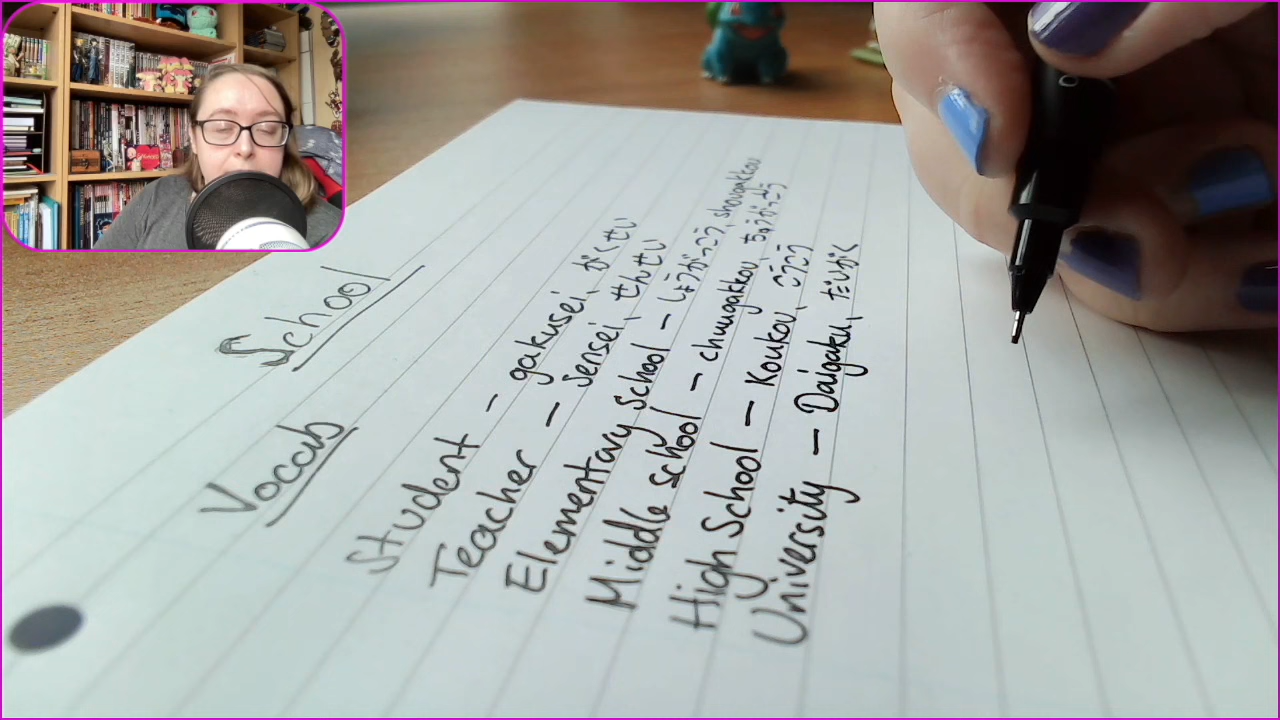 School
Vocab
Student - gakusei, がくせい
Teacher - Sensei, せんせい
Elementary School - しょうがっこう, shougakkou
Middle school - chuugakkou, ちゅうがっこう
High School - Koukou, こうこう
University - Daigaku, だいがく